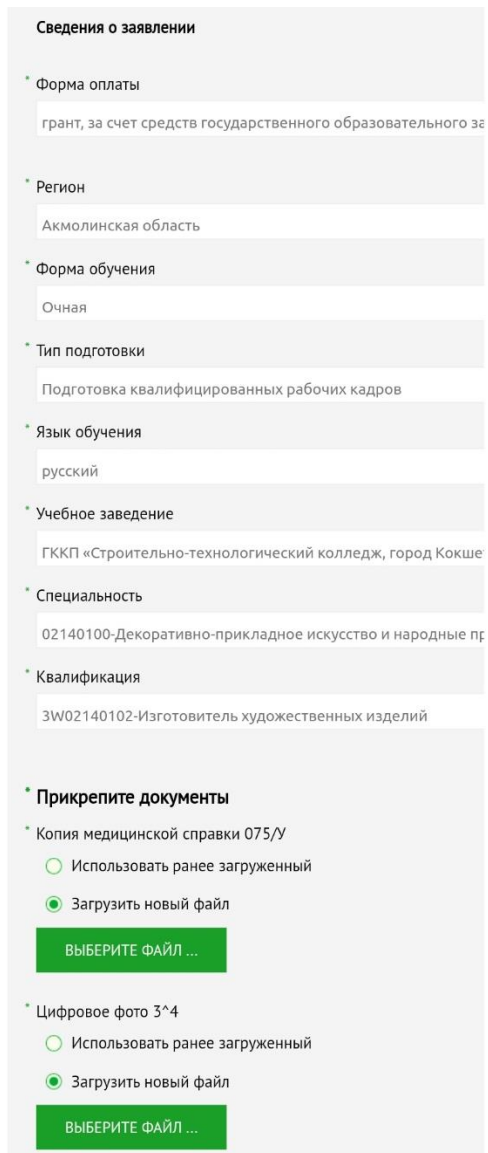 Сведения о заявлении
* Форма оплаты
грант, за счет средств государственного образовательного за
* Регион
Акмолинская область
* Форма обучения
Очная
* Тип подготовки
Подготовка квалифицированных рабочих кадров
* Язык обучения
русский
* Учебное заведение
ГККП «Строительно-технологический колледж, город Кокше
* Специальность
02140100-Декоративно-прикладное искусство и народные пр
* Квалификация
3W02140102-Изготовитель художественных изделий
* Прикрепите документы
* Копия медицинской справки 075/У
Использовать ранее загруженный
Загрузить новый файл
ВЫБЕРИТЕ ФАЙЛ ...
* Цифровое фото 3^4
Использовать ранее загруженный
Загрузить новый файл
ВЫБЕРИТЕ ФАЙЛ ...